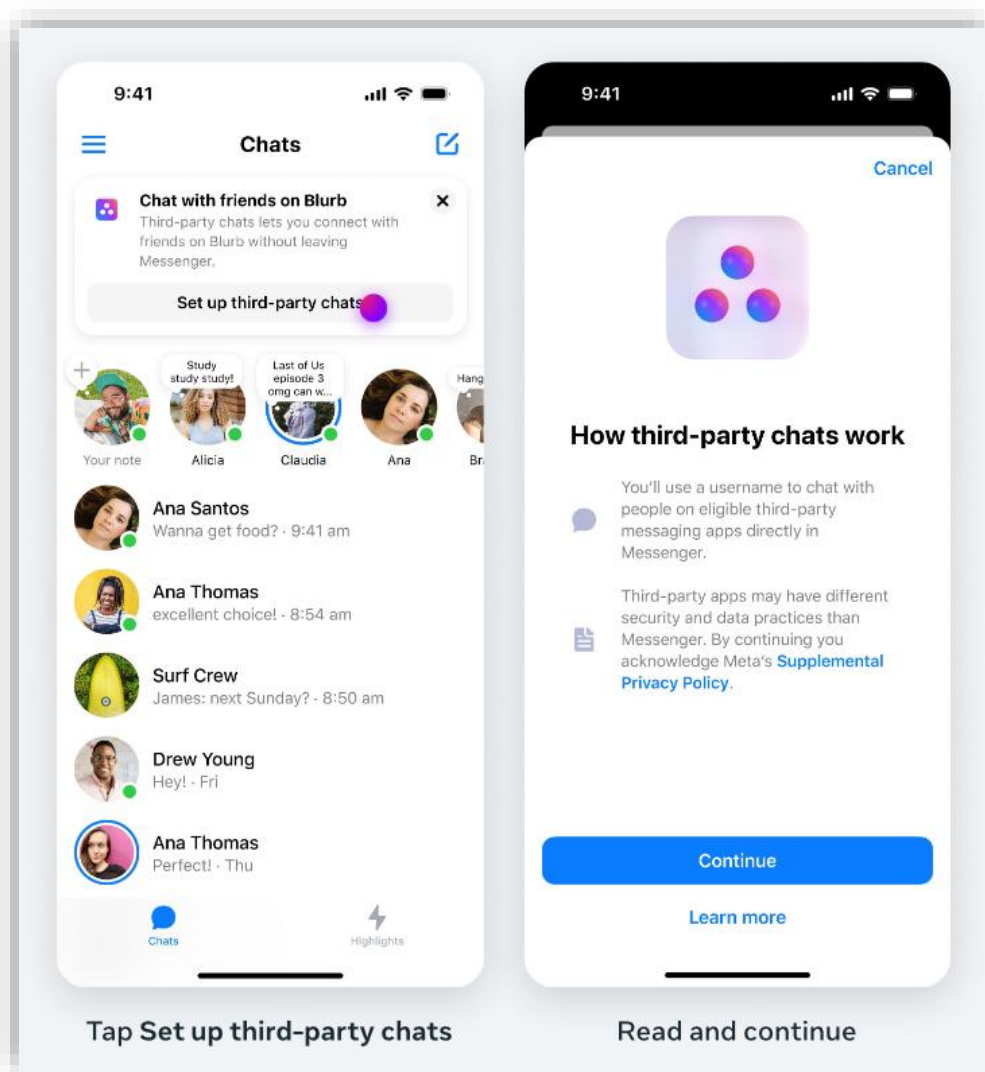 9:41
Chats
Chat with friends on Blurb
Third-party chats lets you connect with
friends on Blurb without leaving
Messenger.
Set up third-party chats
Study
study study!
Last of Us
episode 3
omg can w...
Hang
Your note
Alicia
Claudia
Ana
Br
Ana Santos
Wanna get food? · 9:41 am
Ana Thomas
excellent choice! · 8:54 am
Surf Crew
James: next Sunday? · 8:50 am
Drew Young
Hey! · Fri
Ana Thomas
Perfect! · Thu
Chats
Highlights
Tap Set up third-party chats
9:41
Cancel
How third-party chats work
You'll use a username to chat with
people on eligible third-party
messaging apps directly in
Messenger.
Third-party apps may have different
security and data practices than
Messenger. By continuing you
acknowledge Meta's Supplemental
Privacy Policy.
Continue
Learn more
Read and continue